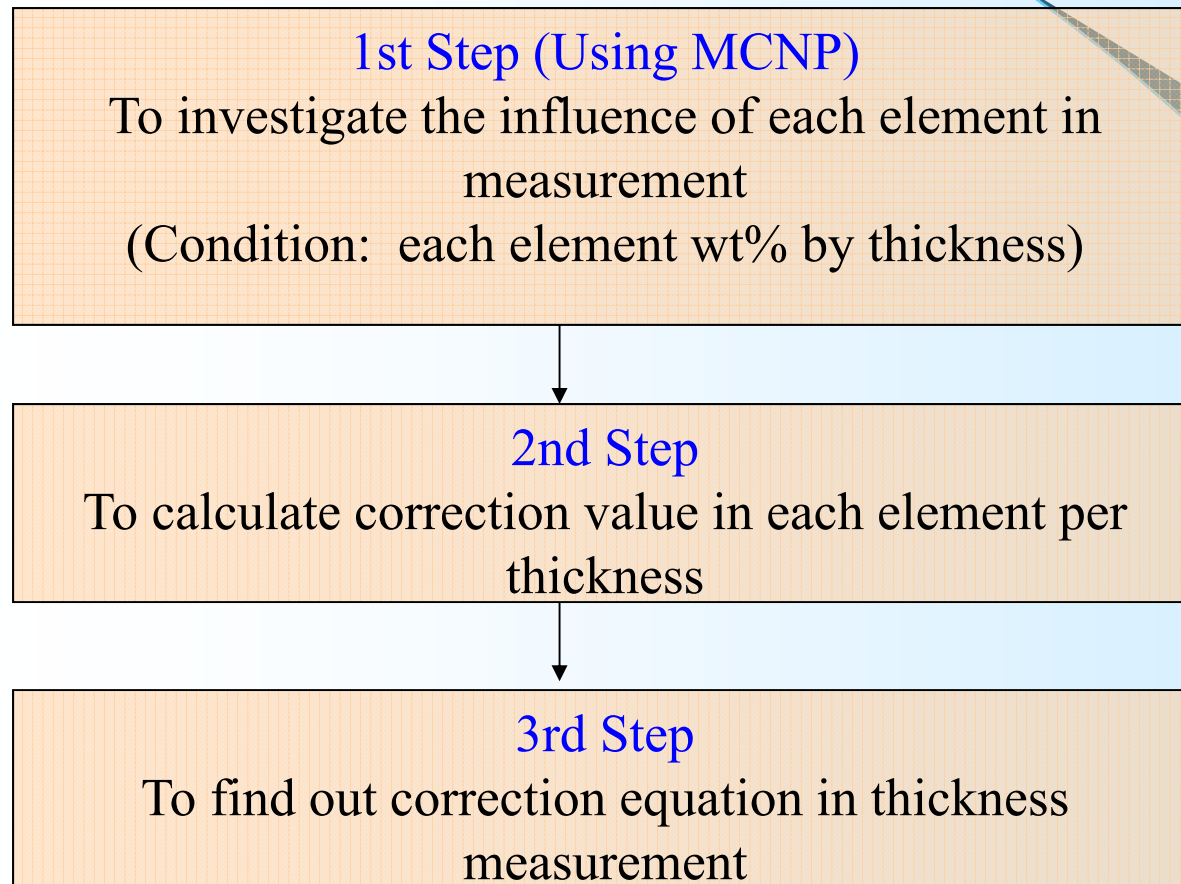 1st Step (Using MCNP)
To investigate the influence of each element in
measurement
(Condition:  each element wt% by thickness)
2nd Step
To calculate correction value in each element per
thickness
3rd Step
To find out correction equation in thickness
measurement